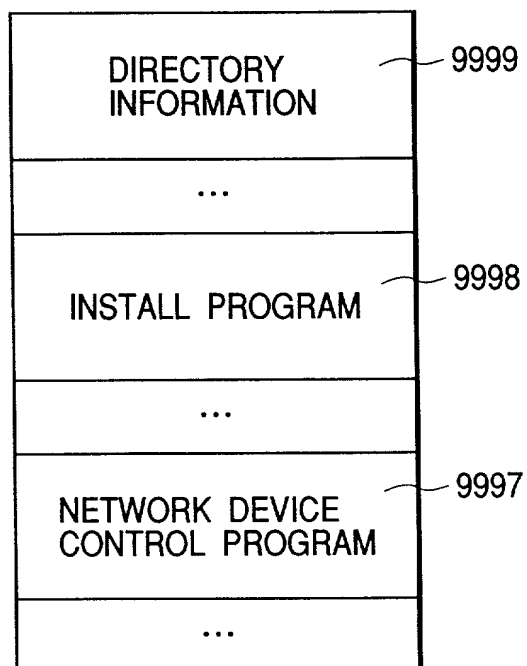 DIRECTORY
INFORMATION
9999
...
INSTALL PROGRAM
9998
...
NETWORK DEVICE
CONTROL PROGRAM
9997
...